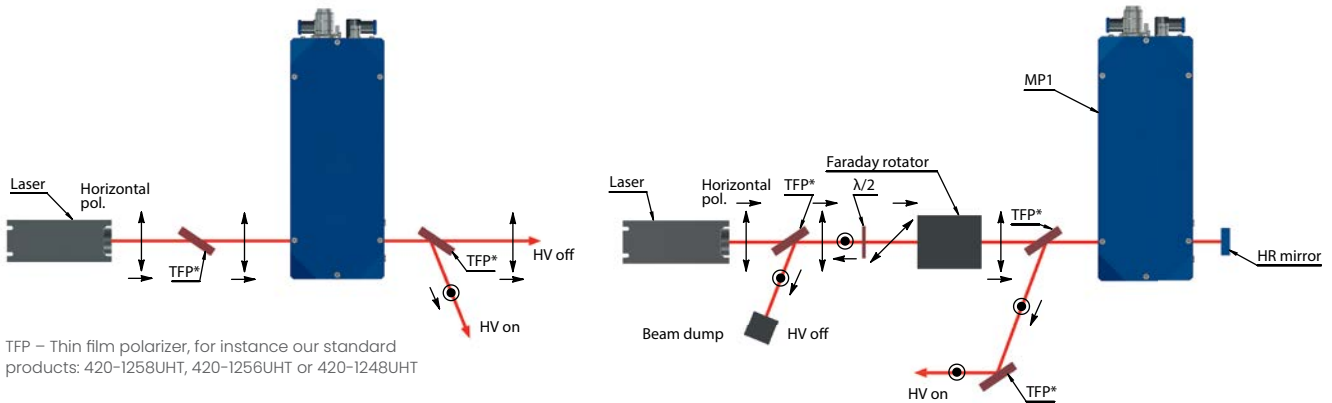 Laser
Horizontal
pol.
TFP*
TFP*
HV off
HV on
TFP – Thin film polarizer, for instance our standard
products: 420-1258UHT, 420-1256UHT or 420-1248UHT
Laser
Horizontal
pol.
TFP*
λ/2
Faraday rotator
TFP*
MP1
HR mirror
Beam dump
HV off
HV on
TFP*